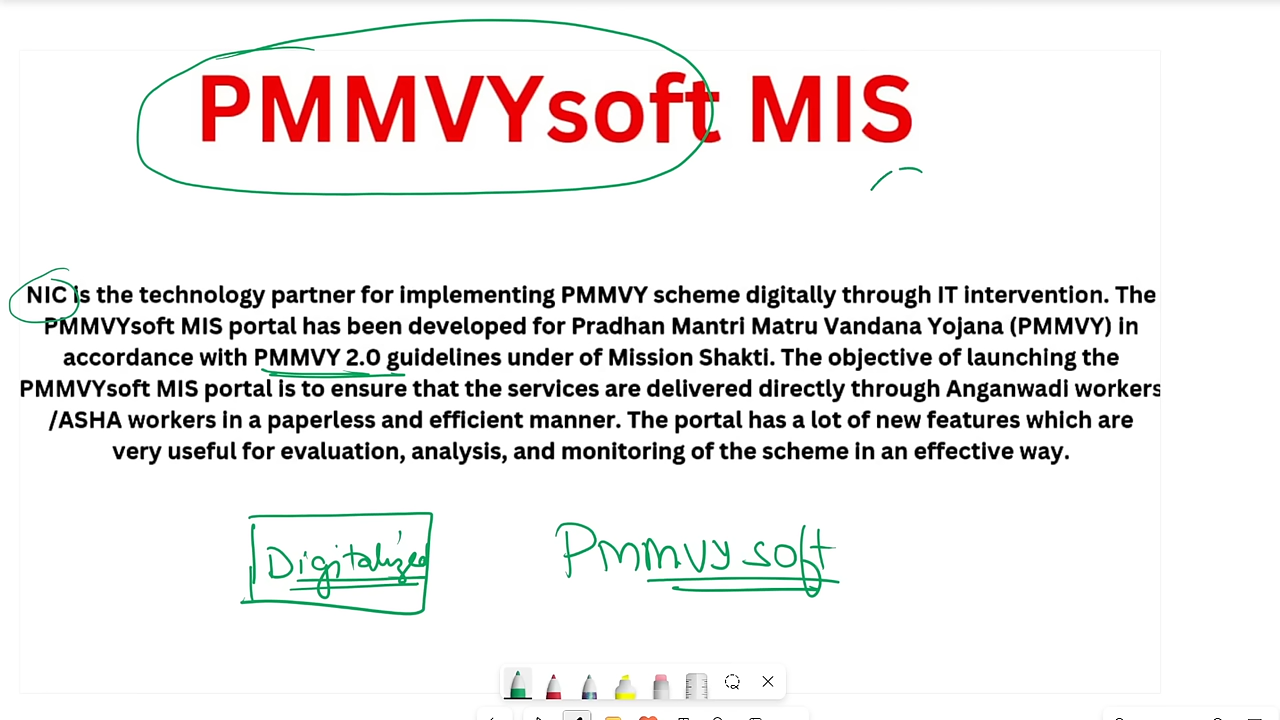 PMMVYsoft MIS
NIC is the technology partner for implementing PMMVY scheme digitally through IT intervention. The
PMMVYsoft MIS portal has been developed for Pradhan Mantri Matru Vandana Yojana (PMMVY) in
accordance with PMMVY 2.0 guidelines under of Mission Shakti. The objective of launching the
PMMVYsoft MIS portal is to ensure that the services are delivered directly through Anganwadi workers
/ASHA workers in a paperless and efficient manner. The portal has a lot of new features which are
very useful for evaluation, analysis, and monitoring of the scheme in an effective way.
Digitalized Pmmvy soft